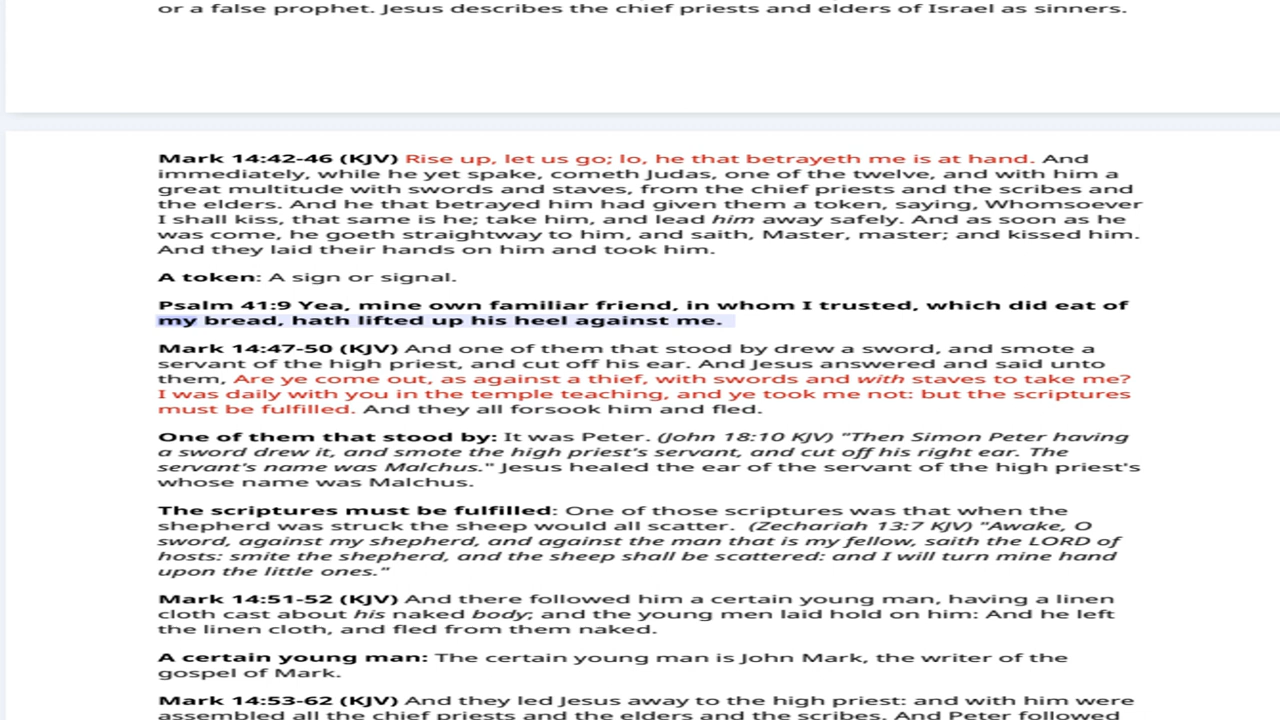 or a false prophet. Jesus describes the chief priests and elders of Israel as sinners.
Mark 14:42-46 (KJV) Rise up, let us go; lo, he that betrayeth me is at hand. And
immediately, while he yet spake, cometh Judas, one of the twelve, and with him a
great multitude with swords and staves, from the chief priests and the scribes and
the elders. And he that betrayed him had given them a token, saying, Whomsoever
I shall kiss, that same is he; take him, and lead him away safely. And as soon as he
was come, he goeth straightway to him, and saith, Master, master; and kissed him.
And they laid their hands on him and took him.
A token: A sign or signal.
Psalm 41:9 Yea, mine own familiar friend, in whom I trusted, which did eat of
my bread, hath lifted up his heel against me.
Mark 14:47-50 (KJV) And one of them that stood by drew a sword, and smote a
servant of the high priest, and cut off his ear. And Jesus answered and said unto
them, Are ye come out, as against a thief, with swords and with staves to take me?
I was daily with you in the temple teaching, and ye took me not: but the scriptures
must be fulfilled. And they all forsook him and fled.
One of them that stood by: It was Peter. (John 18:10 KJV) "Then Simon Peter having
a sword drew it, and smote the high priest's servant, and cut off his right ear. The
servant's name was Malchus." Jesus healed the ear of the servant of the high priest's
whose name was Malchus.
The scriptures must be fulfilled: One of those scriptures was that when the
shepherd was struck the sheep would all scatter. (Zechariah 13:7 KJV) "Awake, O
sword, against my shepherd, and against the man that is my fellow, saith the LORD of
hosts: smite the shepherd, and the sheep shall be scattered: and I will turn mine hand
upon the little ones."
Mark 14:51-52 (KJV) And there followed him a certain young man, having a linen
cloth cast about his naked body; and the young men laid hold on him: And he left
the linen cloth, and fled from them naked.
A certain young man: The certain young man is John Mark, the writer of the
gospel of Mark.
Mark 14:53-62 (KJV) And they led Jesus away to the high priest: and with him were
assembled all the chief priests and the elders and the scribes. And Peter followed